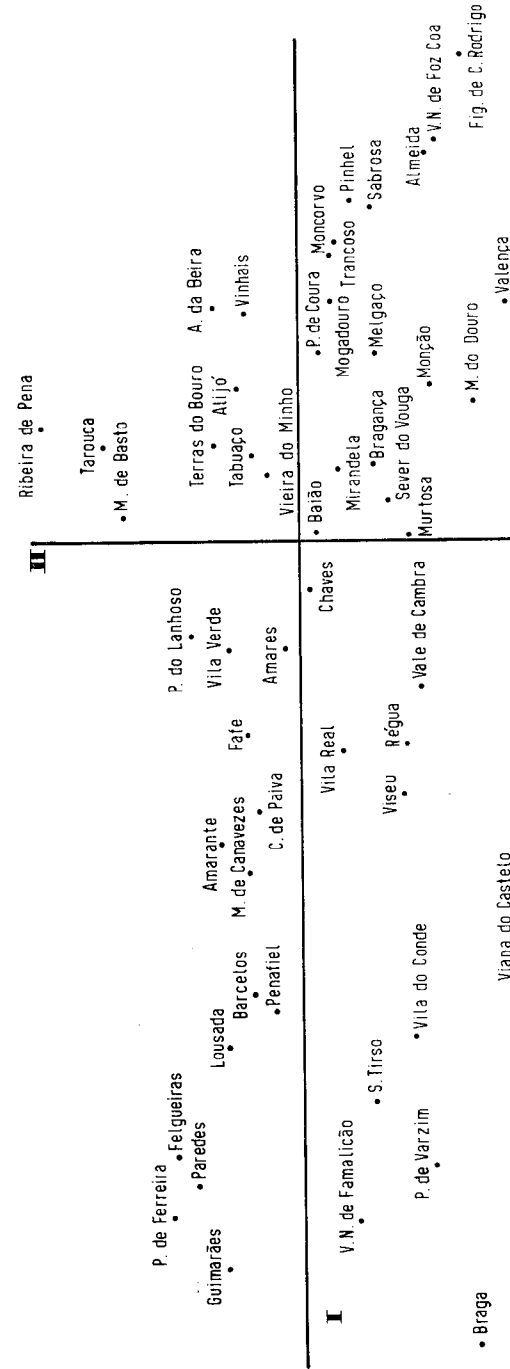 Ribeira de Pena
II
Tarouca
M. de Basto
A. da Beira
Terras do Bouro
P. do Lanhoso
Alijó
Vinhais
Tabuaço
Vila Verde
Fafe
Amarante
M. de Canavezes
C. de Paiva
Amares
Vieira do Minho
P. de Ferreira
Felgueiras
Paredes
Guimarães
Lousada
Barcelos
Penafiel
I
Baião
P. de Coura
Moncorvo
Chaves
Mogadouro
Trancoso
Pinhel
Vila Real
Mirandela
Melgaço
Sabrosa
Bragança
V.N. de Famalicão
S. Tirso
Viseu
Régua
Sever do Vouga
Almeida
Vale de Cambra
Murtosa
Monção
V.N. de Foz Coa
P. de Varzim
Vila do Conde
Fig. de C. Rodrigo
M. do Douro
Braga
Viana do Castelo
Valença